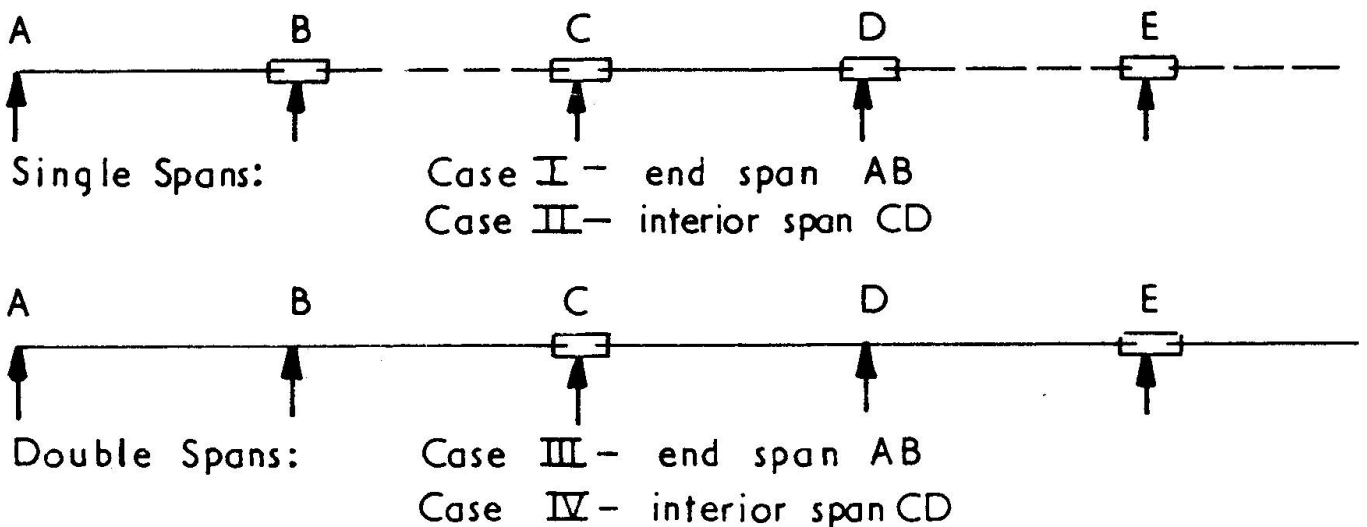 A B C D E
Single Spans: Case I - end span AB
Case II - interior span CD
A B C D E
Double Spans: Case III - end span AB
Case IV - interior span CD